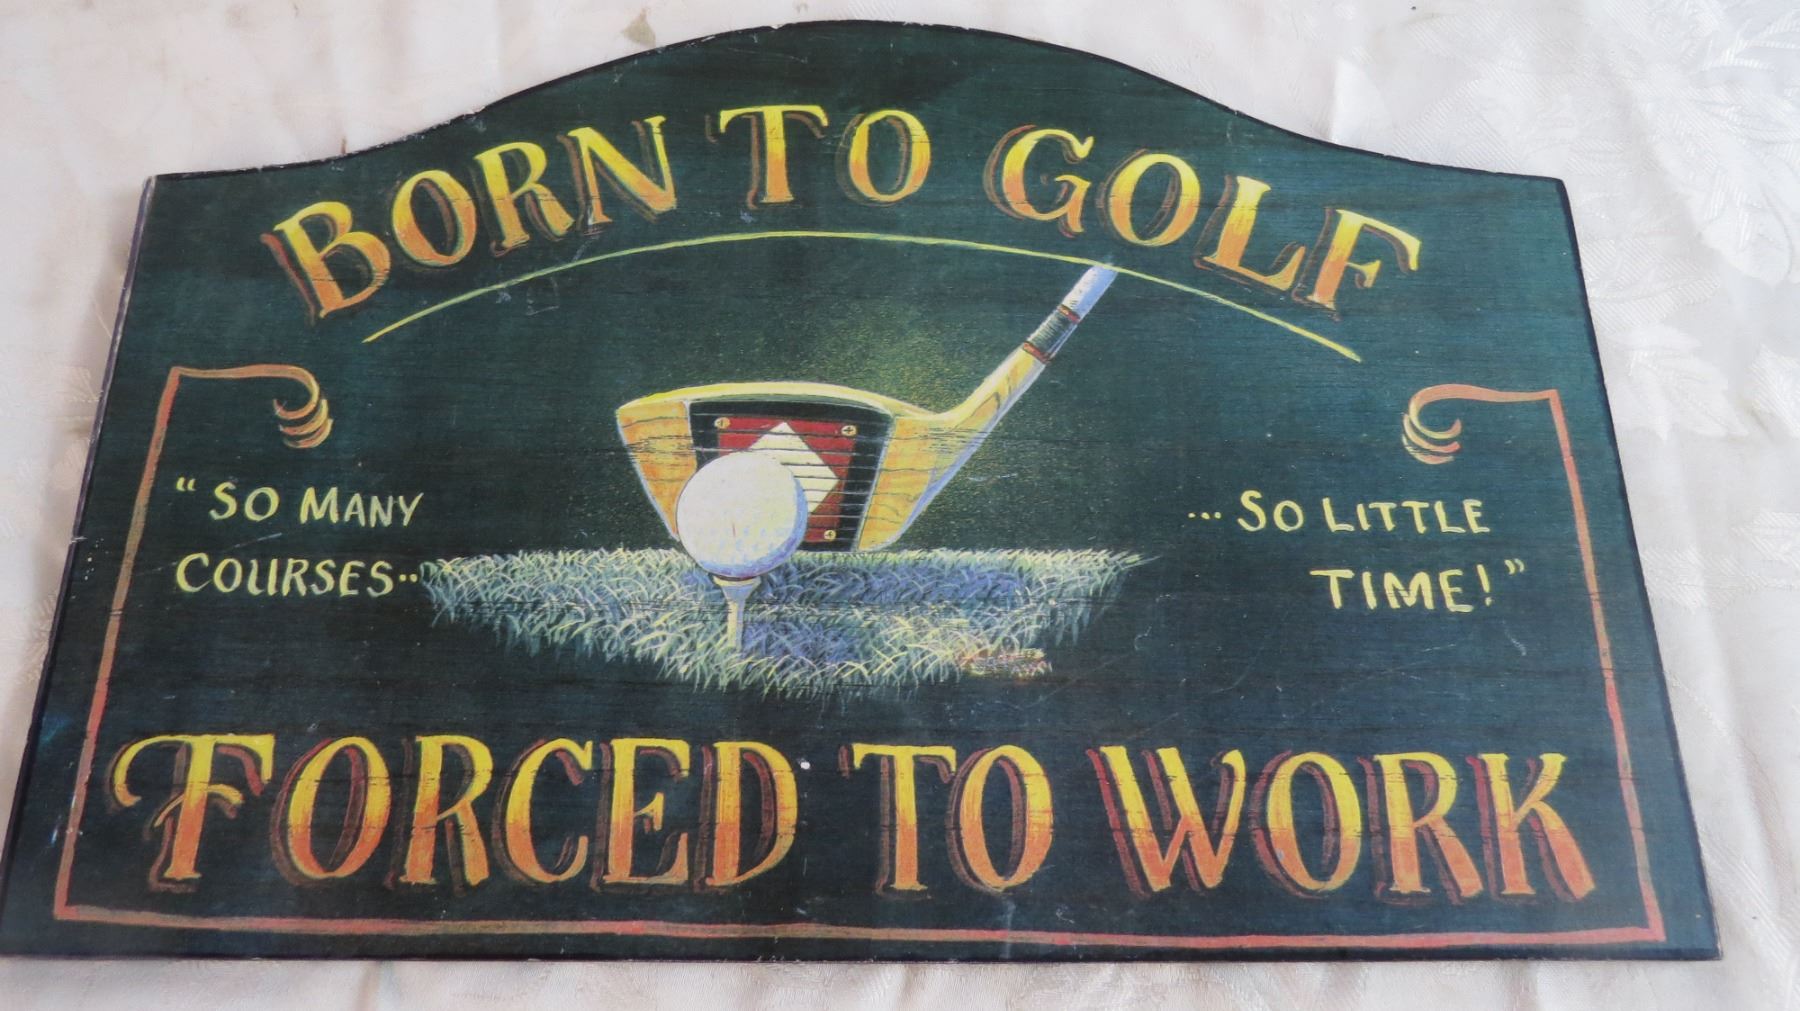 BORN TO GOLF
“SO MANY
COURSES..
... SO LITTLE
TIME!”
FORCED TO WORK